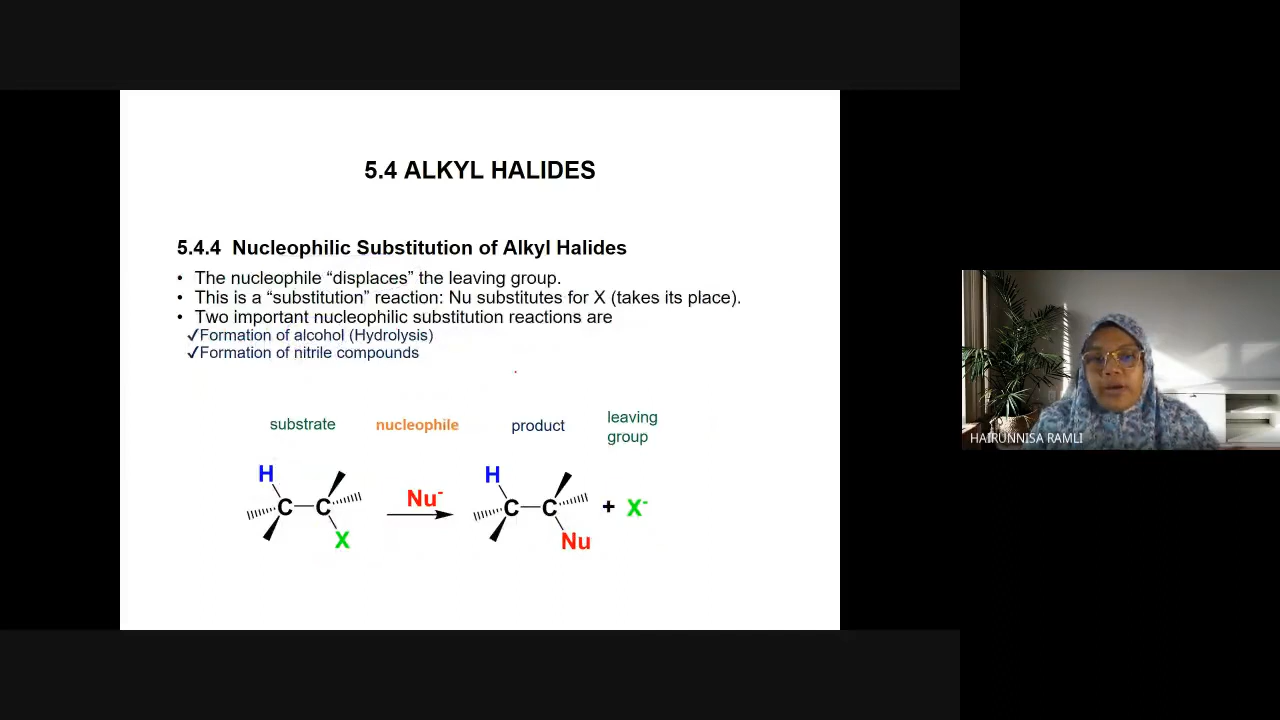 5.4 ALKYL HALIDES
5.4.4 Nucleophilic Substitution of Alkyl Halides
• The nucleophile “displaces” the leaving group.
• This is a “substitution” reaction: Nu substitutes for X (takes its place).
• Two important nucleophilic substitution reactions are
✓Formation of alcohol (Hydrolysis)
✓Formation of nitrile compounds
substrate nucleophile product leaving group
H C C X Nu⁻ H C C Nu + X⁻
HAIRUNNISA RAMLI